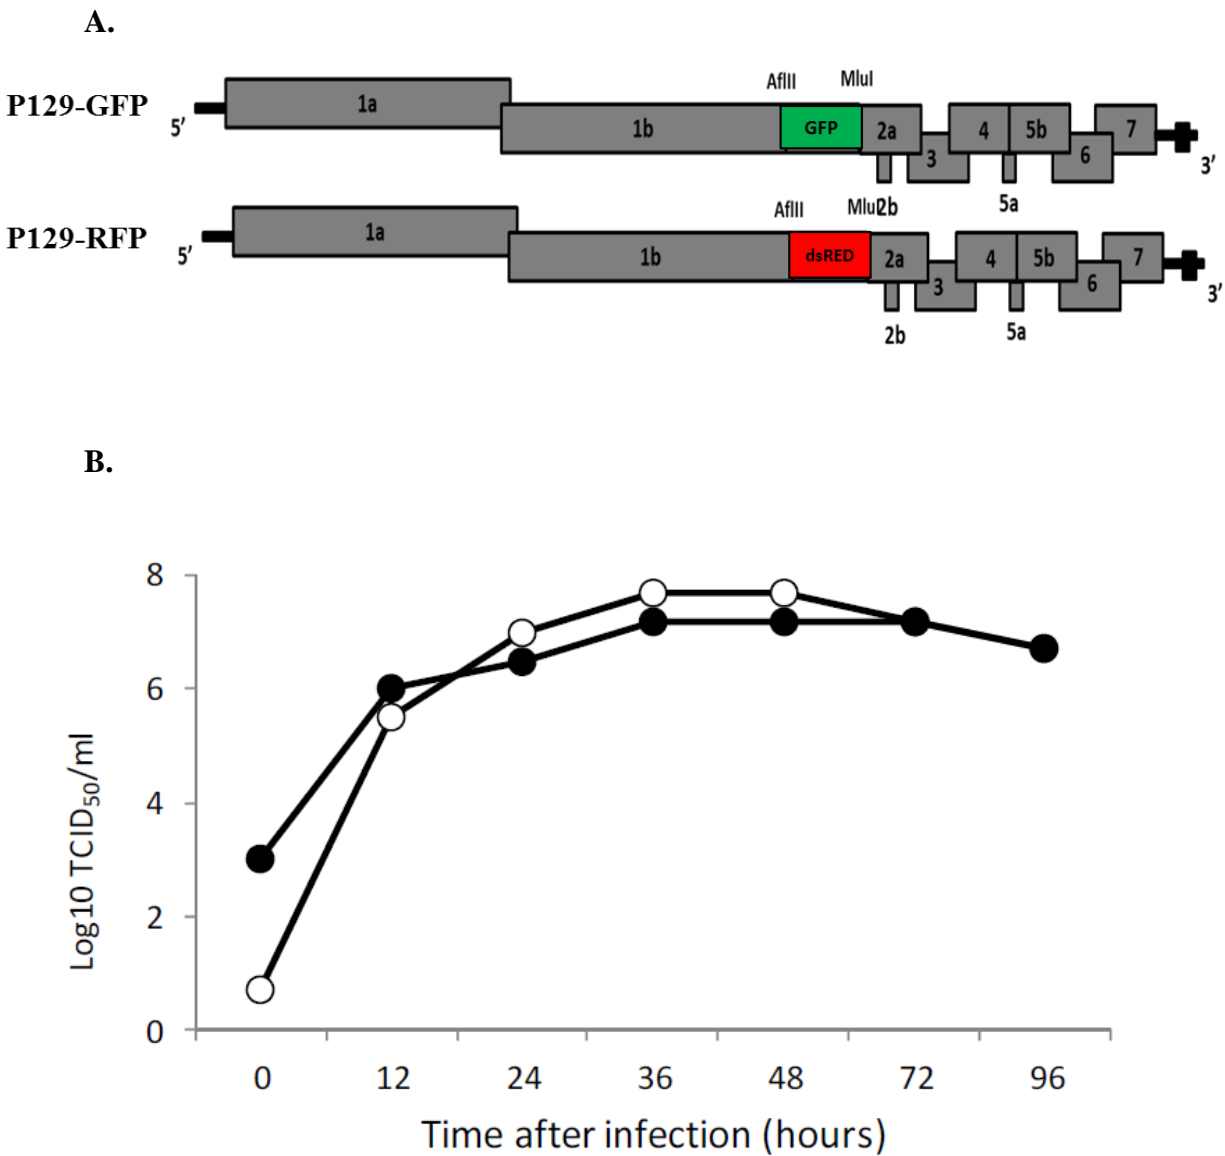 A.
AflII MluI
P129-GFP 5’ 1a 1b GFP 2a 3 4 5b 6 7 3’
2b 5a
AflII MluI
P129-RFP 5’ 1a 1b dsRED 2a 3 4 5b 6 7 3’
2b 5a
B.
8
6
4
2
0
Log10 TCID50/ml
0 12 24 36 48 72 96
Time after infection (hours)